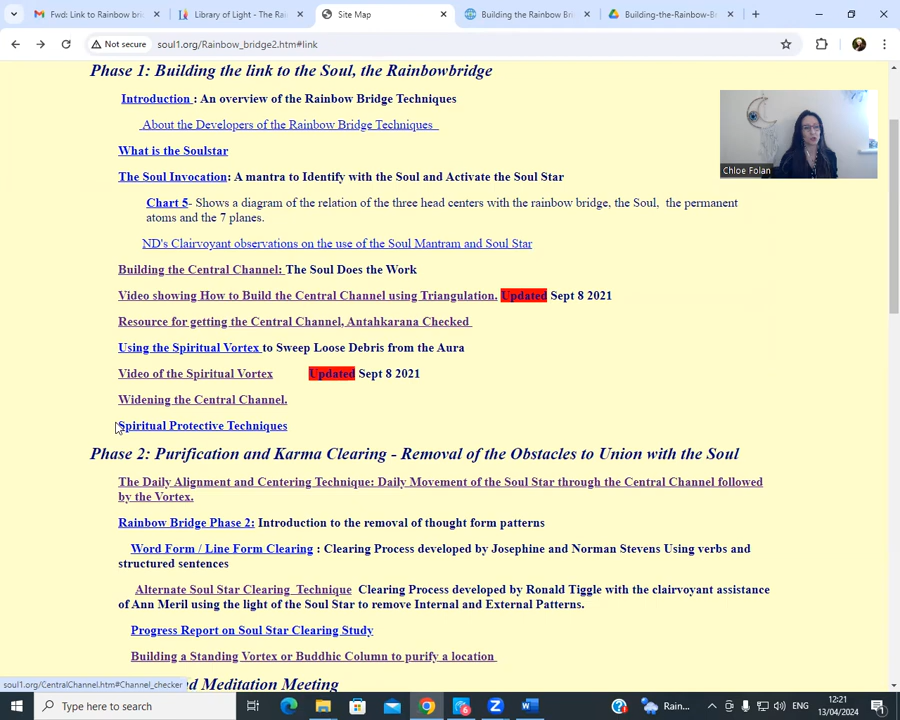 Fwd: Link to Rainbow bri
Library of Light - The Ra
Site Map
Building the Rainbow Br
Building-the-Rainbow-B
Not secure
soul1.org/Rainbow_bridge2.htm#link
Phase 1: Building the link to the Soul, the Rainbowbridge
Introduction : An overview of the Rainbow Bridge Techniques
About the Developers of the Rainbow Bridge Techniques
What is the Soulstar
The Soul Invocation: A mantra to Identify with the Soul and Activate the Soul Star
Chart 5- Shows a diagram of the relation of the three head centers with the rainbow bridge, the Soul, the permanent
atoms and the 7 planes.
ND's Clairvoyant observations on the use of the Soul Mantram and Soul Star
Building the Central Channel: The Soul Does the Work
Video showing How to Build the Central Channel using Triangulation. Updated Sept 8 2021
Resource for getting the Central Channel, Antahkarana Checked
Using the Spiritual Vortex to Sweep Loose Debris from the Aura
Video of the Spiritual Vortex Updated Sept 8 2021
Widening the Central Channel.
Spiritual Protective Techniques
Phase 2: Purification and Karma Clearing - Removal of the Obstacles to Union with the Soul
The Daily Alignment and Centering Technique: Daily Movement of the Soul Star through the Central Channel followed
by the Vortex.
Rainbow Bridge Phase 2: Introduction to the removal of thought form patterns
Word Form / Line Form Clearing : Clearing Process developed by Josephine and Norman Stevens Using verbs and
structured sentences
Alternate Soul Star Clearing Technique Clearing Process developed by Ronald Tiggle with the clairvoyant assistance
of Ann Meril using the light of the Soul Star to remove Internal and External Patterns.
Progress Report on Soul Star Clearing Study
Building a Standing Vortex or Buddhic Column to purify a location
d Meditation Meeting
soul1.org/CentralChannel.htm#Channel_checker
Chloe Folan
Type here to search
Rain...
12:21
13/04/2024